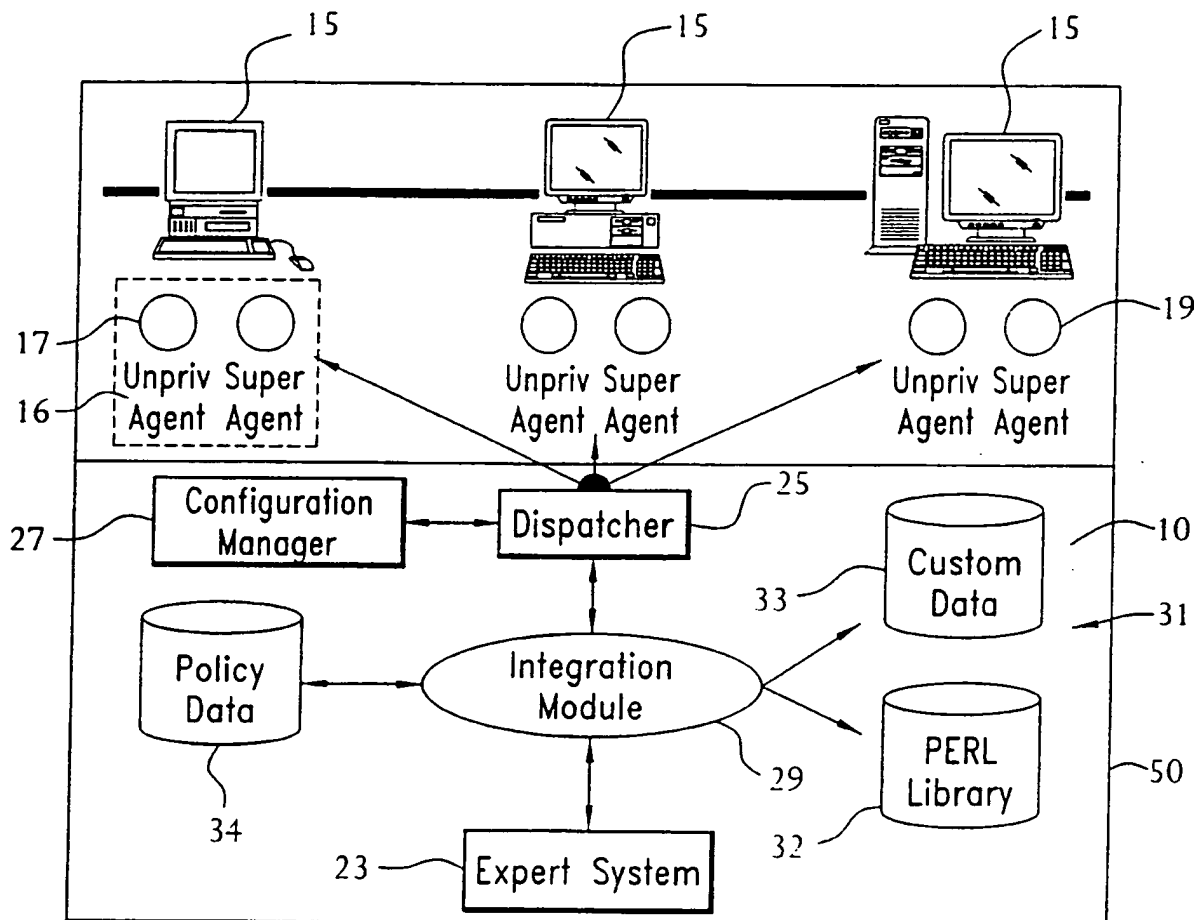 15
15
15
17
19
Unpriv Super
Agent Agent
Unpriv Super
Agent Agent
Unpriv Super
Agent Agent
16
Configuration
Manager
27
Dispatcher
25
Custom
Data
10
33
31
Policy
Data
34
Integration
Module
29
PERL
Library
50
32
23
Expert System